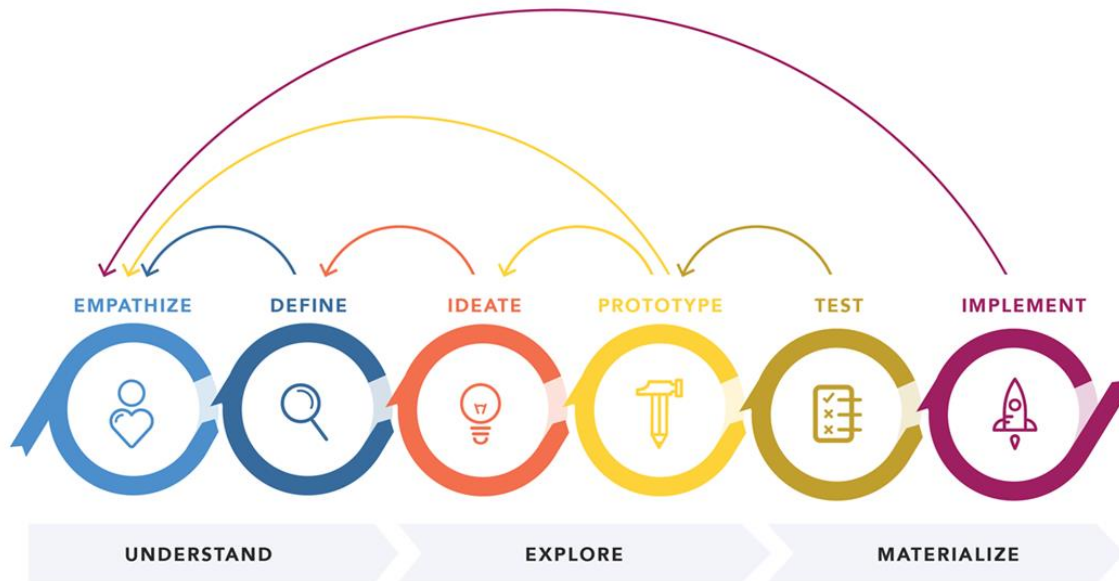 EMPATHIZE DEFINE IDEATE PROTOTYPE TEST IMPLEMENT
UNDERSTAND EXPLORE MATERIALIZE